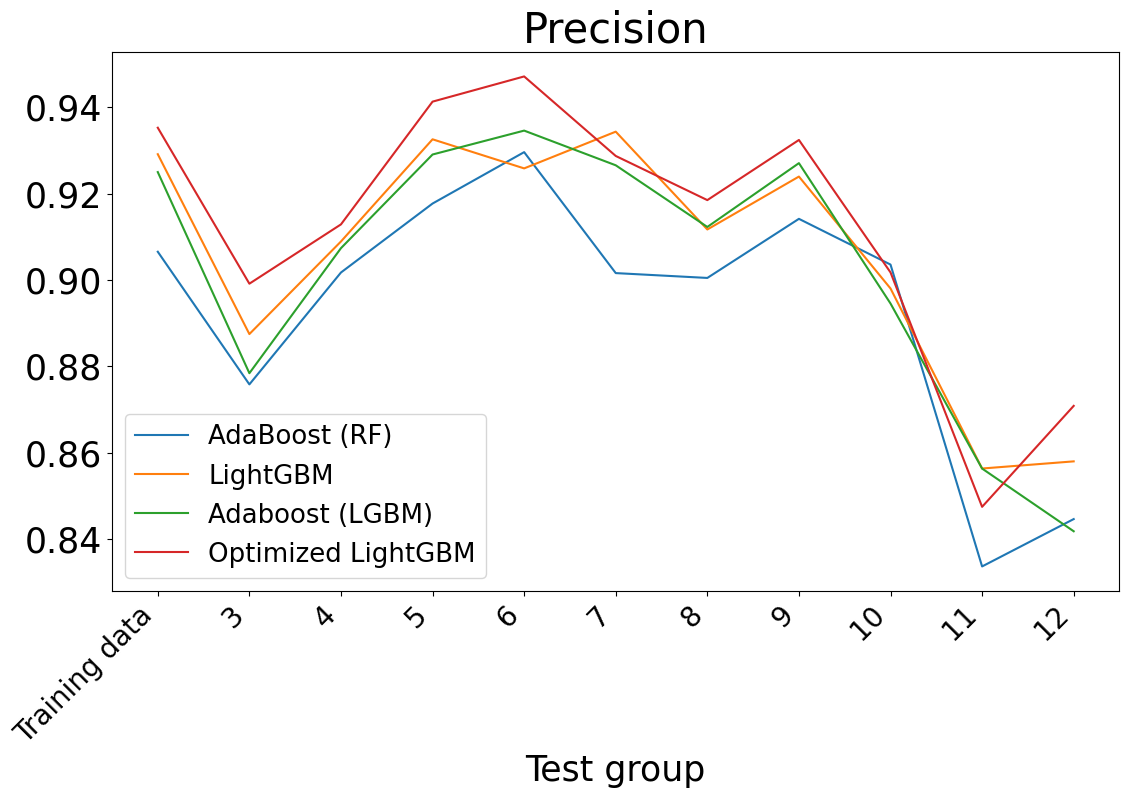 Precision
0.94
0.92
0.90
0.88
0.86
0.84
AdaBoost (RF)
LightGBM
Adaboost (LGBM)
Optimized LightGBM
Training data
3
4
5
6
7
8
9
10
11
12
Test group